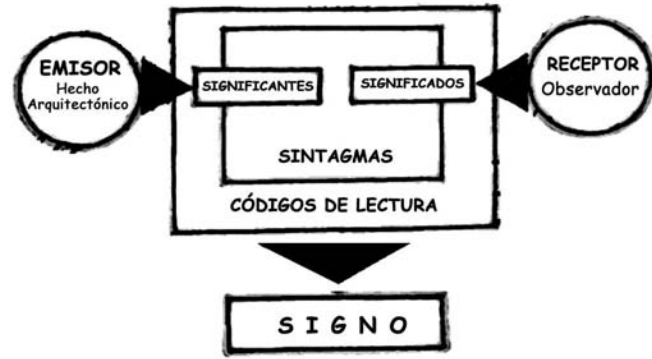 EMISOR
Hecho
Arquitectónico
SIGNIFICANTES
SIGNIFICADOS
RECEPTOR
Observador
SINTAGMAS
CÓDIGOS DE LECTURA
SIGNO